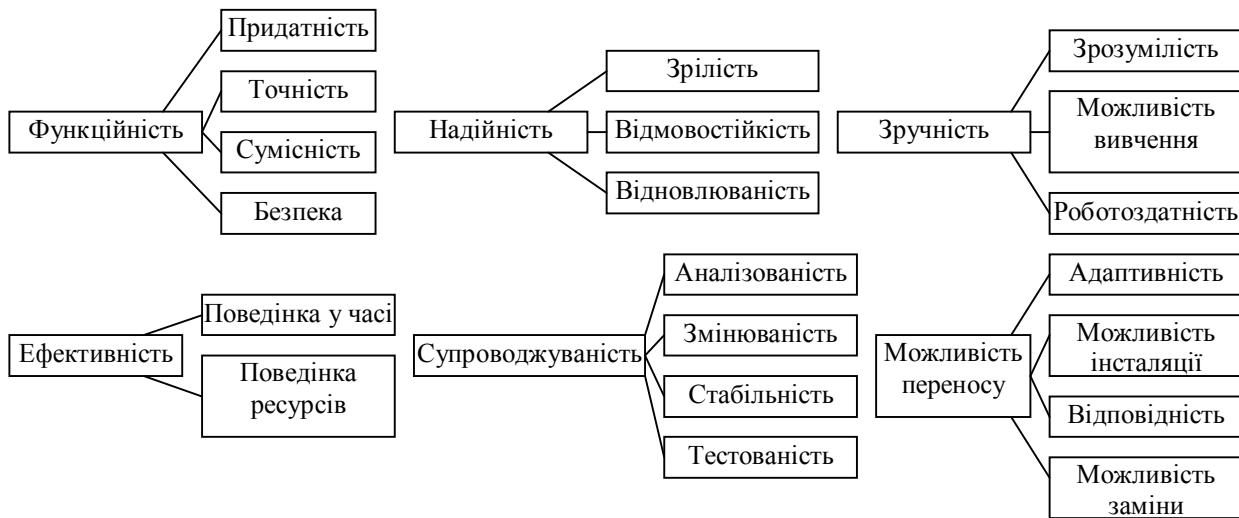 Функційність
Придатність
Точність
Сумісність
Безпека
Надійність
Зрілість
Відмовостійкість
Відновлюваність
Зручність
Зрозумілість
Можливість
вивчення
Роботоздатність
Ефективність
Поведінка у часі
Поведінка
ресурсів
Супроводжуваність
Аналізованість
Змінюваність
Стабільність
Тестованість
Можливість
переносу
Адаптивність
Можливість
інсталяції
Відповідність
Можливість
заміни